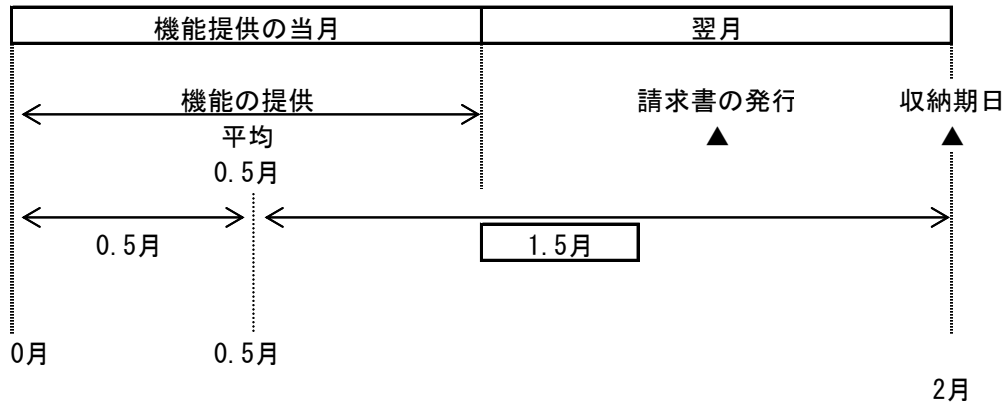 機能提供の当月 翌月
機能の提供 請求書の発行 収納期日
平均 ▲ ▲
0.5月
0.5月 1.5月
0月 0.5月
2月